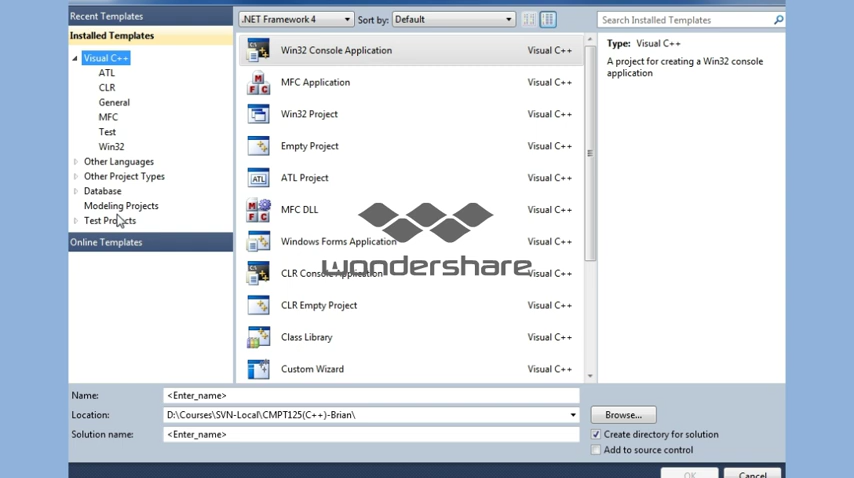 Recent Templates
Installed Templates
Visual C++
ATL
CLR
General
MFC
Test
Win32
Other Languages
Other Project Types
Database
Modeling Projects
Test Projects
Online Templates
.NET Framework 4 Sort by: Default
Win32 Console Application Visual C++
MFC Application Visual C++
Win32 Project Visual C++
Empty Project Visual C++
ATL Project Visual C++
MFC DLL Visual C++
Windows Forms Application Visual C++
CLR Console Application Visual C++
CLR Empty Project Visual C++
Class Library Visual C++
Custom Wizard Visual C++
wondershare
Search Installed Templates
Type: Visual C++
A project for creating a Win32 console
application
Name: <Enter_name>
Location: D:\Courses\SVN-Local\CMPT125(C++)-Brian\ Browse...
Solution name: <Enter_name>
Create directory for solution
Add to source control
OK Cancel